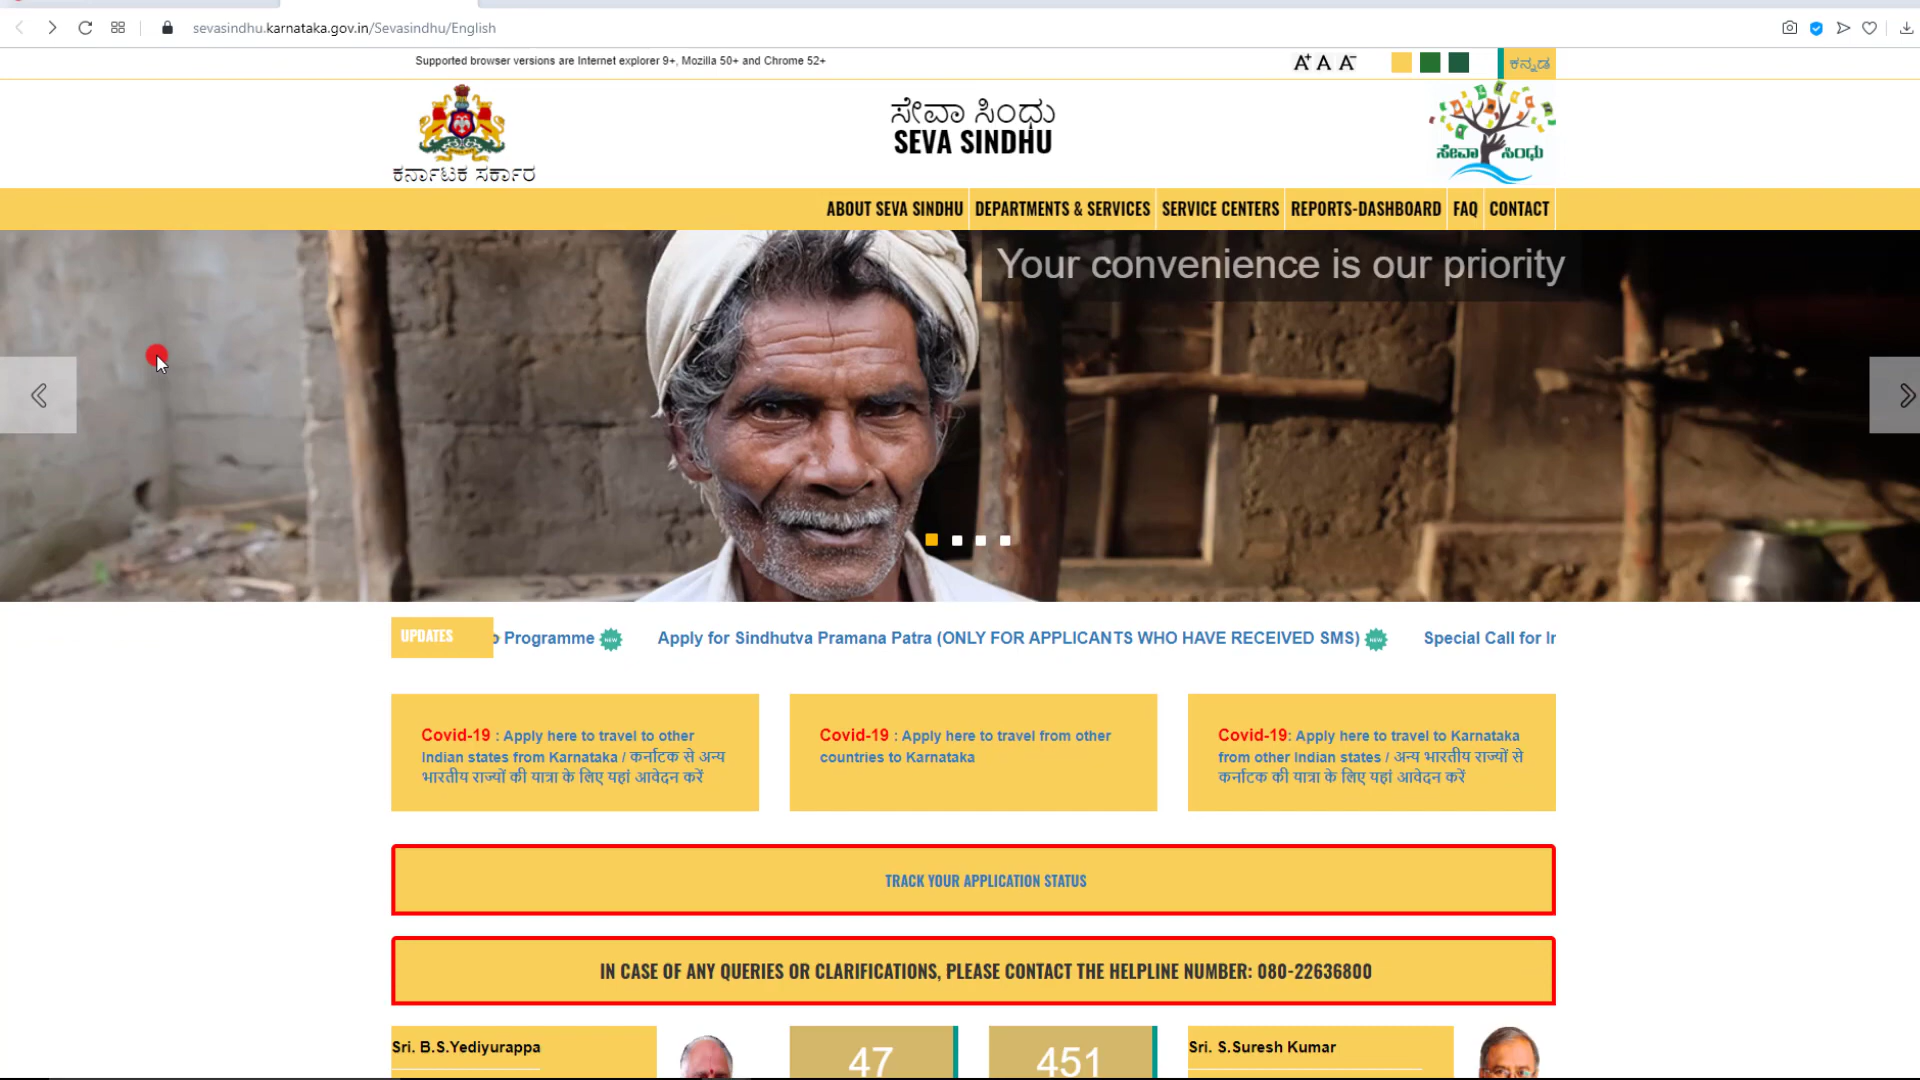 sevasindhu.karnataka.gov.in/Sevasindhu/English
Supported browser versions are Internet explorer 9+, Mozilla 50+ and Chrome 52+
A+ A A-
ಕನ್ನಡ
ಕರ್ನಾಟಕ ಸರ್ಕಾರ
ಸೇವಾ ಸಿಂಧು
SEVA SINDHU
ಸೇವಾ ಸಿಂಧು
ABOUT SEVA SINDHU DEPARTMENTS & SERVICES SERVICE CENTERS REPORTS-DASHBOARD FAQ CONTACT
Your convenience is our priority
UPDATES
Programme NEW Apply for Sindhutva Pramana Patra (ONLY FOR APPLICANTS WHO HAVE RECEIVED SMS) NEW Special Call for
Covid-19 : Apply here to travel to other
Indian states from Karnataka / कर्नाटक से अन्य
भारतीय राज्यों की यात्रा के लिए यहां आवेदन करें
Covid-19 : Apply here to travel from other
countries to Karnataka
Covid-19: Apply here to travel to Karnataka
from other Indian states / अन्य भारतीय राज्यों से
कर्नाटक की यात्रा के लिए यहां आवेदन करें
TRACK YOUR APPLICATION STATUS
IN CASE OF ANY QUERIES OR CLARIFICATIONS, PLEASE CONTACT THE HELPLINE NUMBER: 080-22636800
Sri. B.S.Yediyurappa
47
451
Sri. S.Suresh Kumar